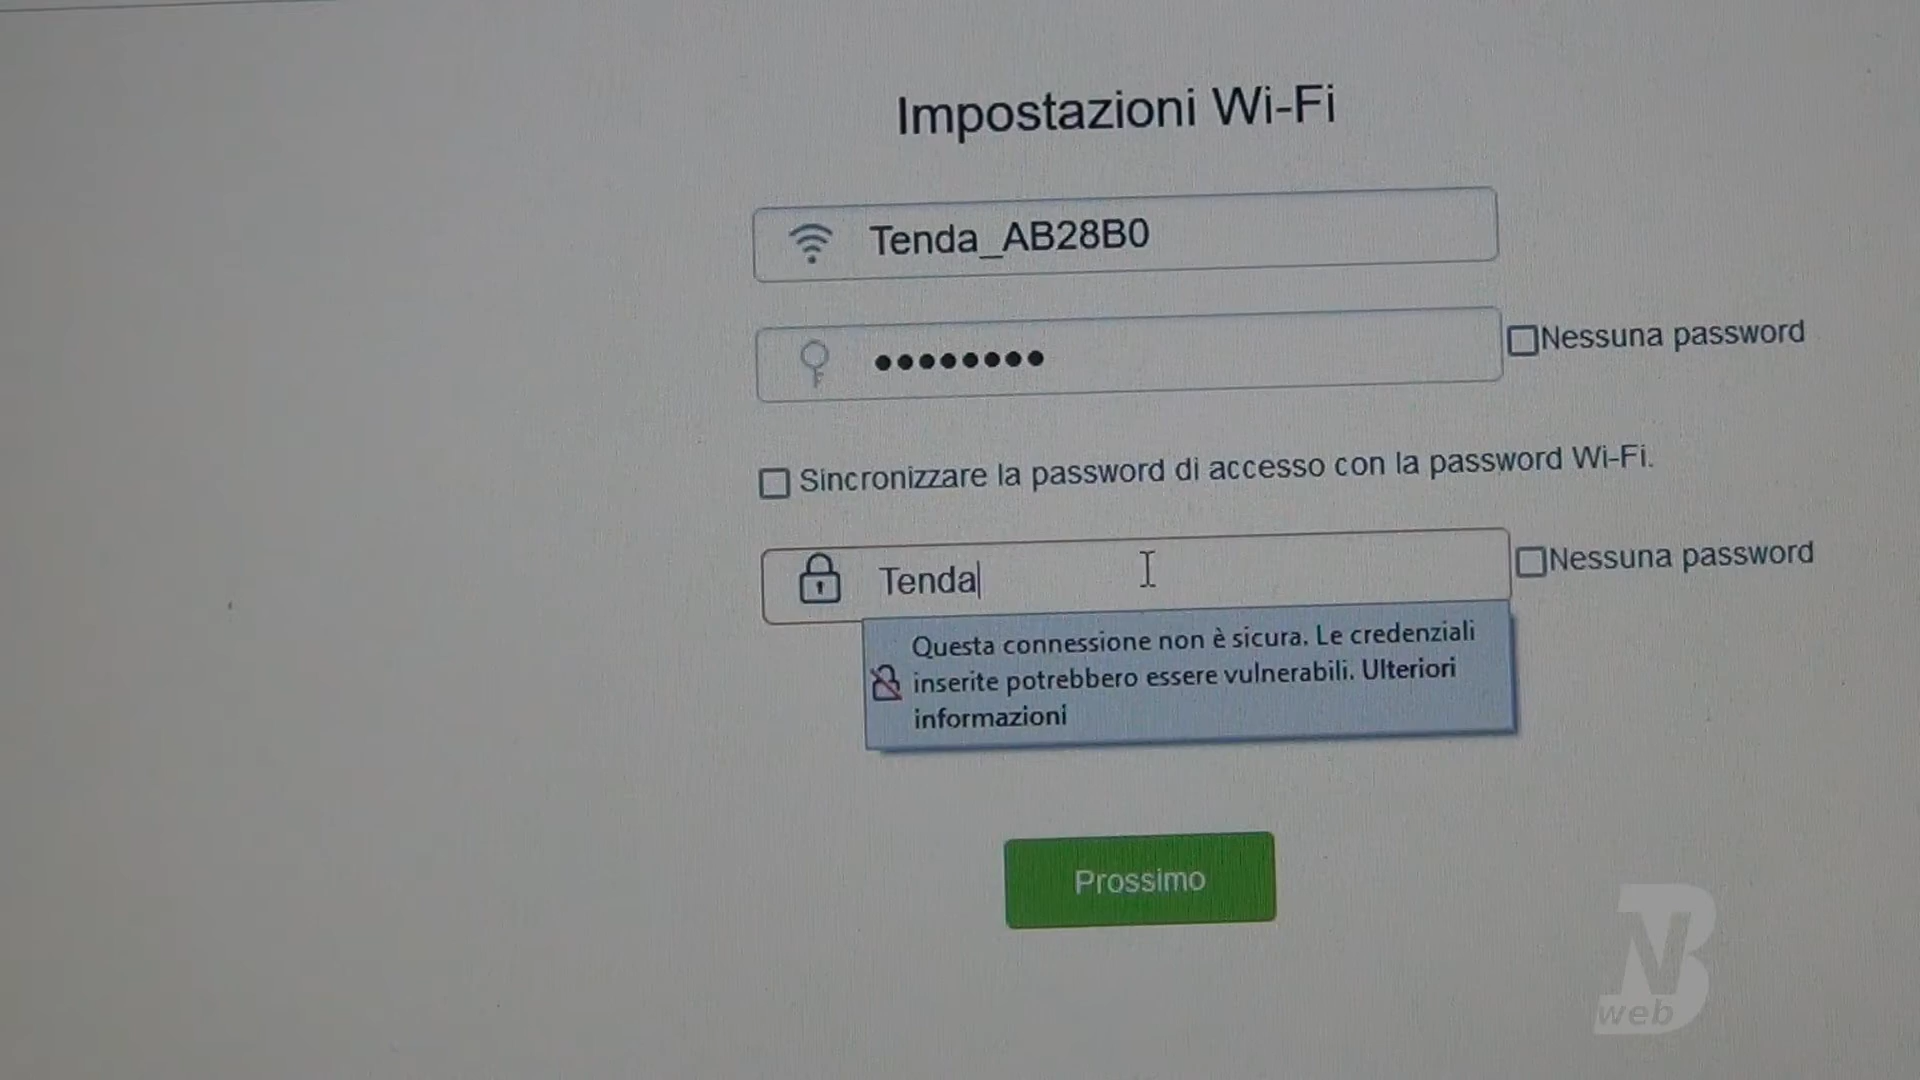 Impostazioni Wi-Fi
Tenda_AB28B0
••••••••
Nessuna password
Sincronizzare la password di accesso con la password Wi-Fi.
Tenda
Nessuna password
Questa connessione non è sicura. Le credenziali
inserite potrebbero essere vulnerabili. Ulteriori
informazioni
Prossimo
NB
web